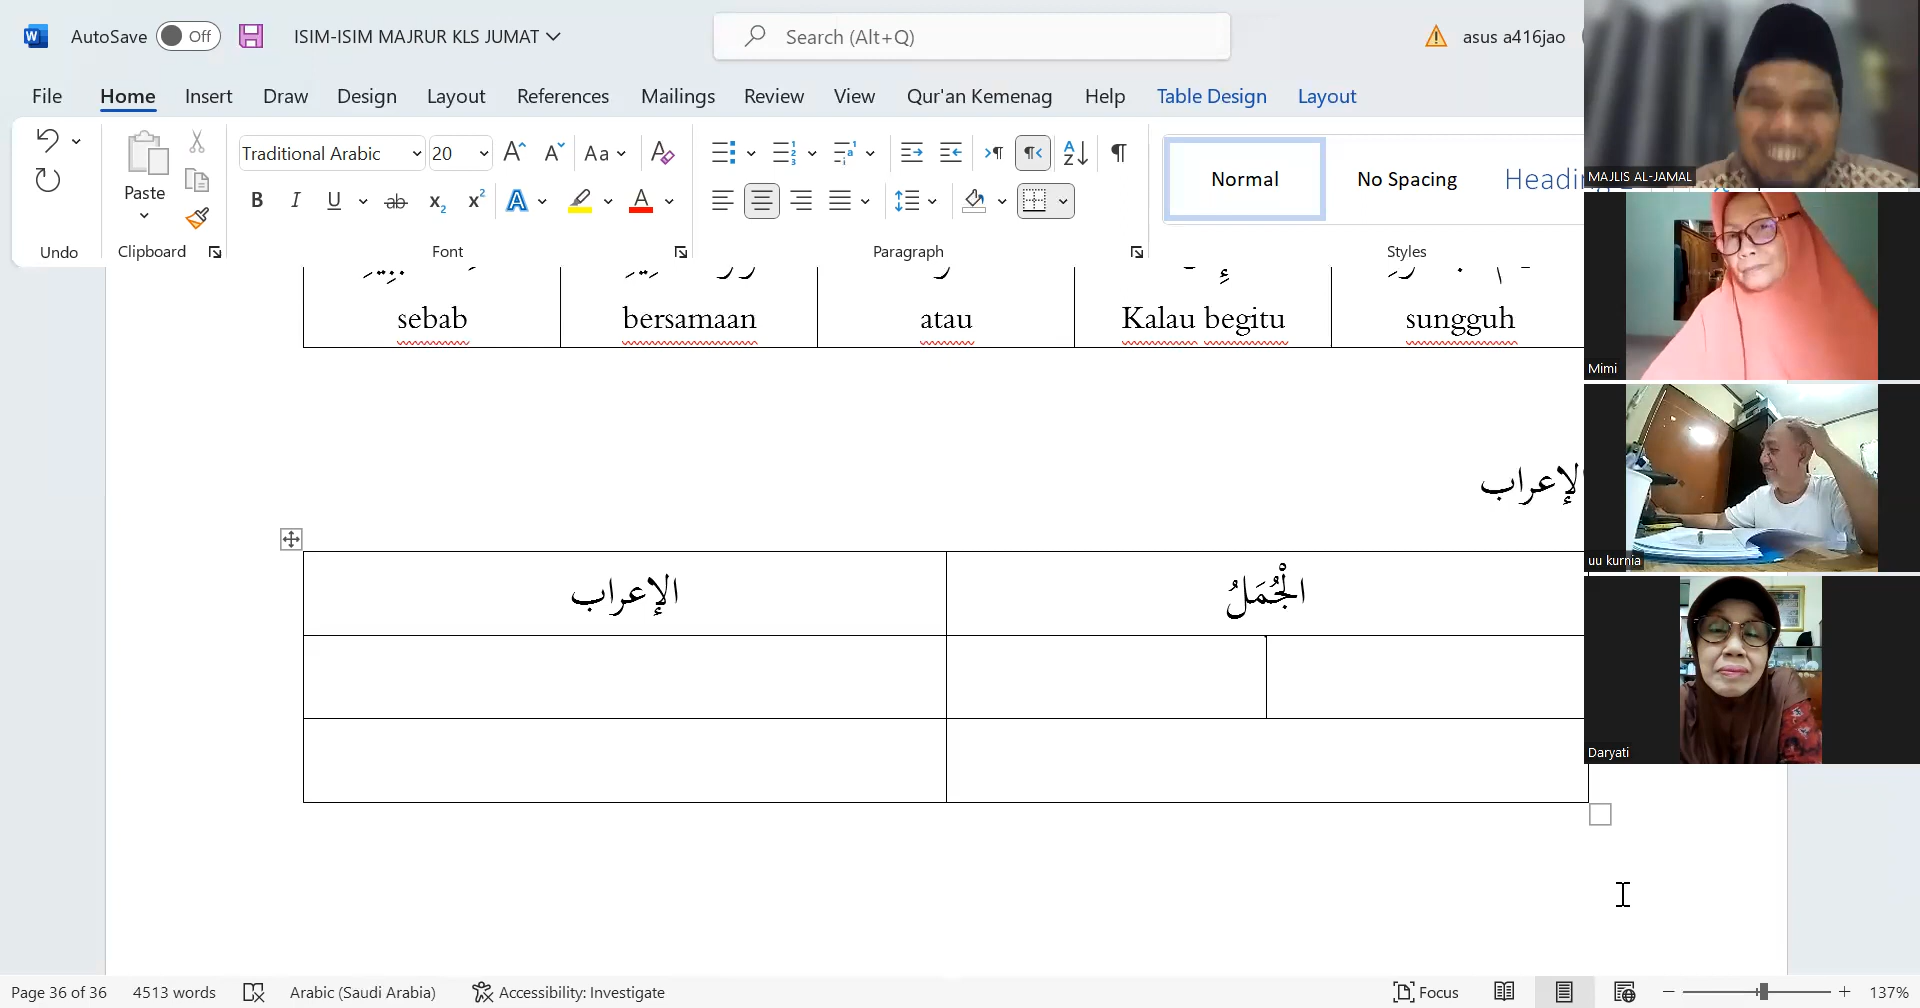 AutoSave Off ISIM-ISIM MAJRUR KLS JUMAT Search (Alt+Q) asus a416jao
File Home Insert Draw Design Layout References Mailings Review View Qur'an Kemenag Help Table Design Layout
Traditional Arabic 20
Paste
Normal No Spacing
Undo Clipboard Font Paragraph Styles
sebab bersamaan atau Kalau begitu sungguh
الإعراب
الْجُمَلُ الإعراب
MAJLIS AL-JAMAL
Mimi
uu kurnia
Daryati
Page 36 of 36 4513 words Arabic (Saudi Arabia) Accessibility: Investigate Focus 137%